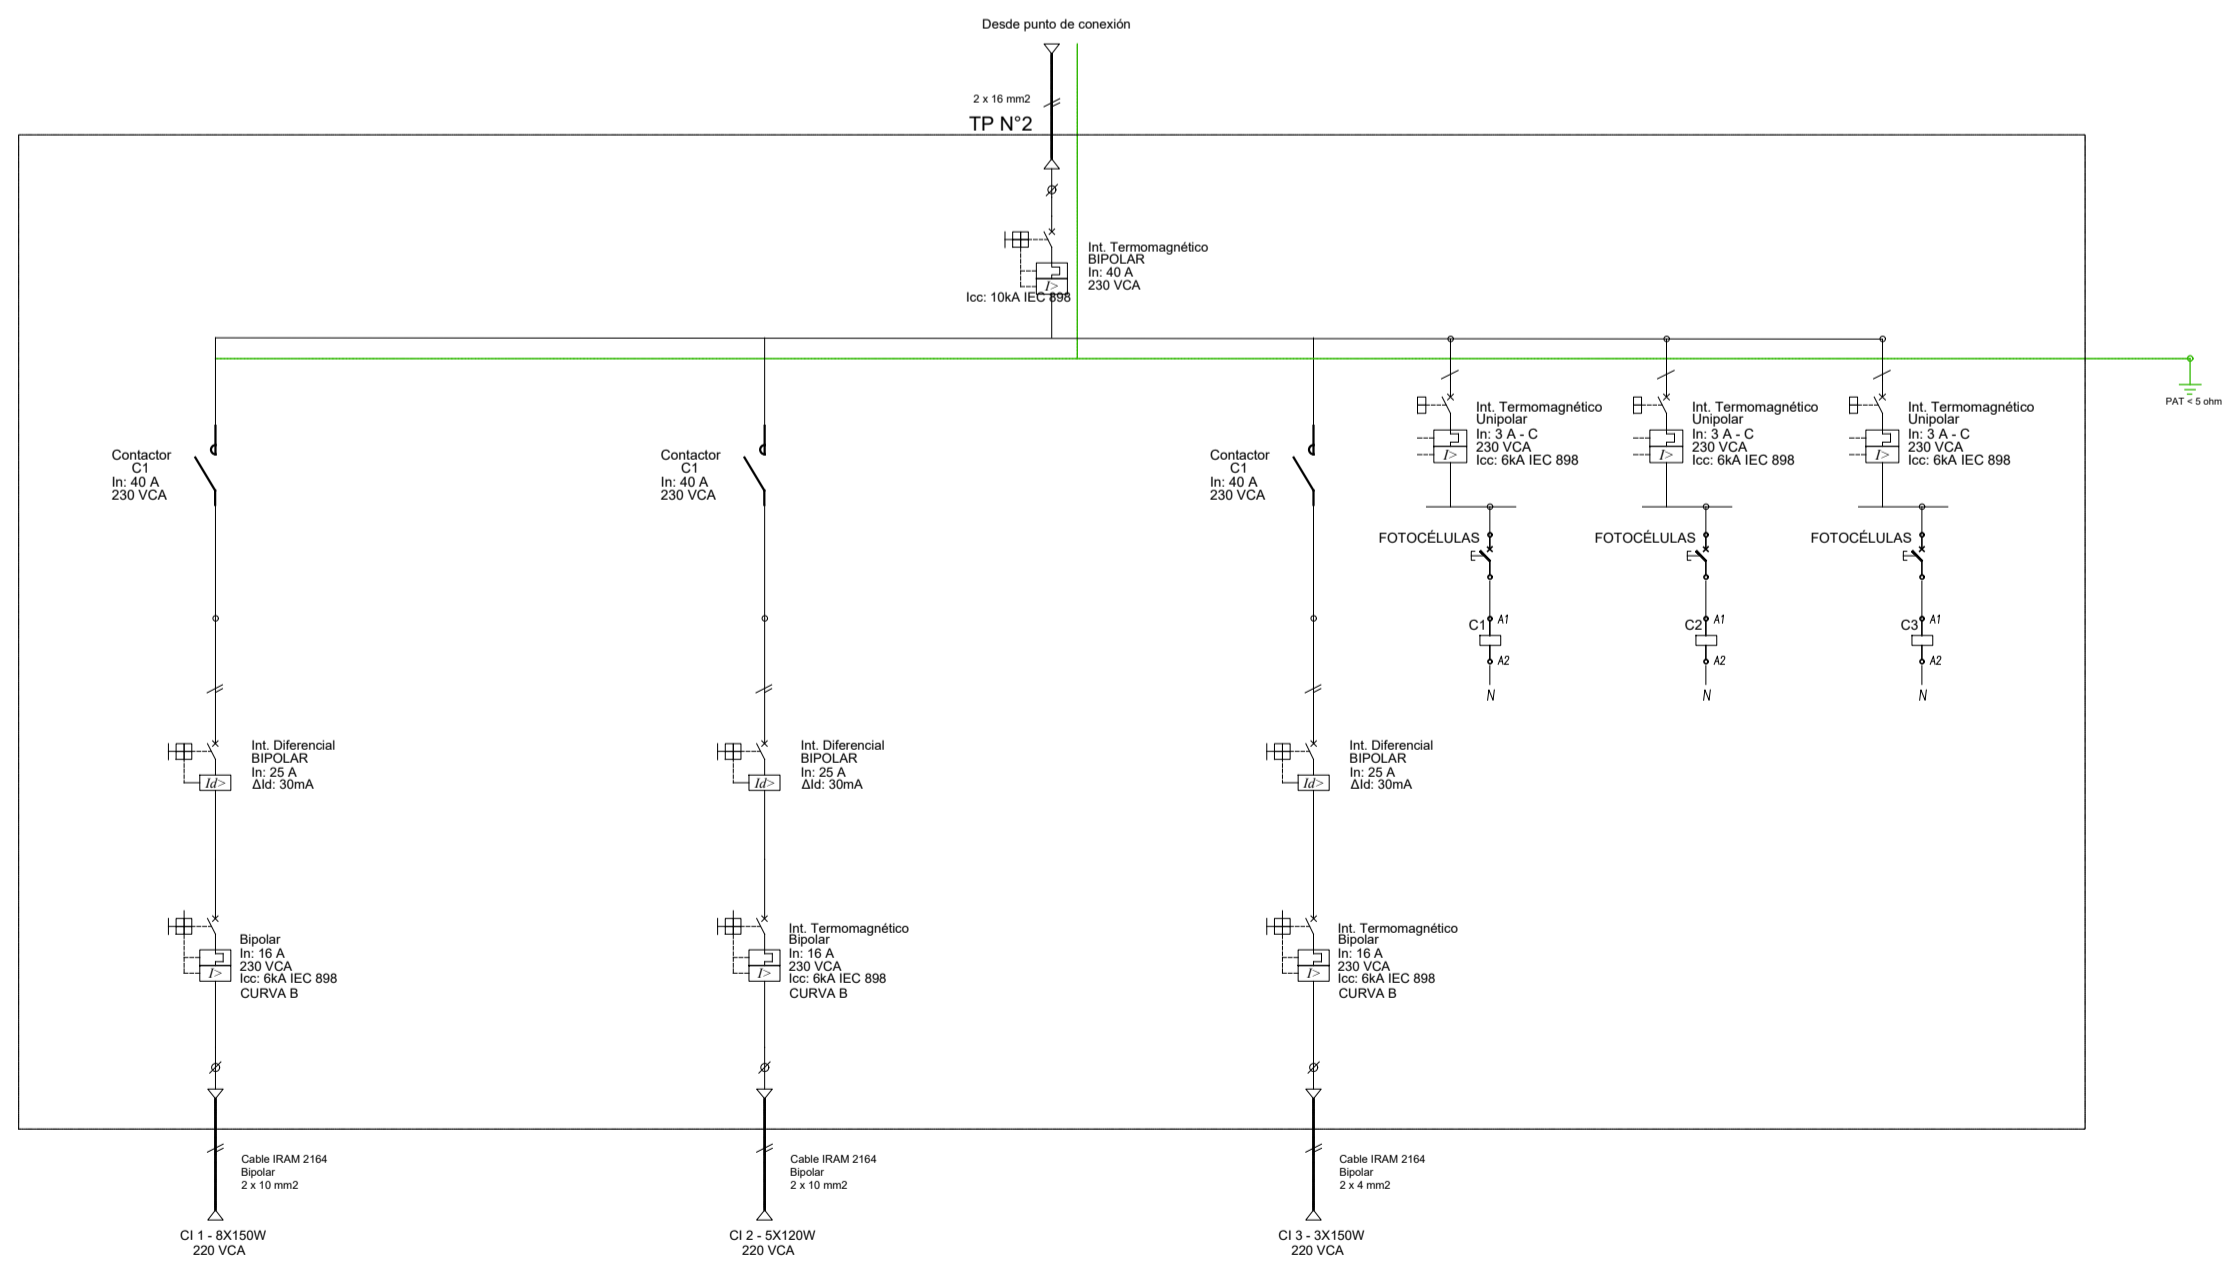 Desde punto de conexión
2 x 16 mm2
TP N°2
Int. Termomagnético
BIPOLAR
In: 40 A
230 VCA
Icc: 10kA IEC 898
I>
PAT < 5 ohm
Contactor
C1
In: 40 A
230 VCA
Contactor
C1
In: 40 A
230 VCA
Contactor
C1
In: 40 A
230 VCA
Int. Termomagnético
Unipolar
In: 3 A - C
230 VCA
Icc: 6kA IEC 898
I>
Int. Termomagnético
Unipolar
In: 3 A - C
230 VCA
Icc: 6kA IEC 898
I>
Int. Termomagnético
Unipolar
In: 3 A - C
230 VCA
Icc: 6kA IEC 898
I>
FOTOCÉLULAS
C1
A1
A2
N
FOTOCÉLULAS
C2
A1
A2
N
FOTOCÉLULAS
C3
A1
A2
N
Int. Diferencial
BIPOLAR
In: 25 A
ΔId: 30mA
Id>
Int. Diferencial
BIPOLAR
In: 25 A
ΔId: 30mA
Id>
Int. Diferencial
BIPOLAR
In: 25 A
ΔId: 30mA
Id>
Bipolar
In: 16 A
230 VCA
Icc: 6kA IEC 898
CURVA B
I>
Int. Termomagnético
Bipolar
In: 16 A
230 VCA
Icc: 6kA IEC 898
CURVA B
I>
Int. Termomagnético
Bipolar
In: 16 A
230 VCA
Icc: 6kA IEC 898
CURVA B
I>
Cable IRAM 2164
Bipolar
2 x 10 mm2
Cable IRAM 2164
Bipolar
2 x 10 mm2
Cable IRAM 2164
Bipolar
2 x 4 mm2
CI 1 - 8X150W
220 VCA
CI 2 - 5X120W
220 VCA
CI 3 - 3X150W
220 VCA